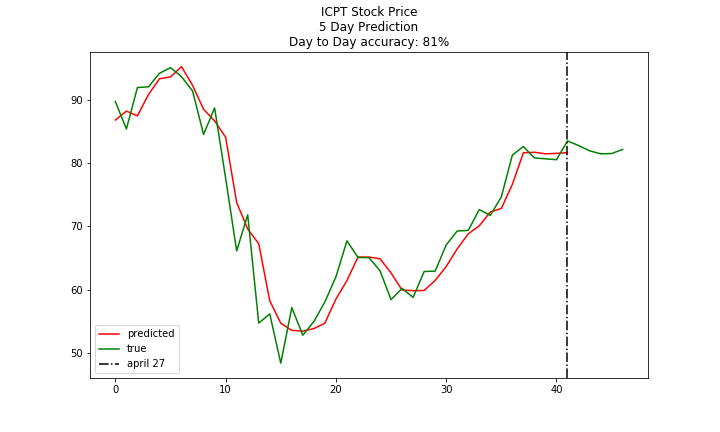 ICPT Stock Price
5 Day Prediction
Day to Day accuracy: 81%
90
80
70
60
50
predicted
true
april 27
0 10 20 30 40